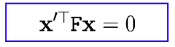 x′⊤Fx = 0